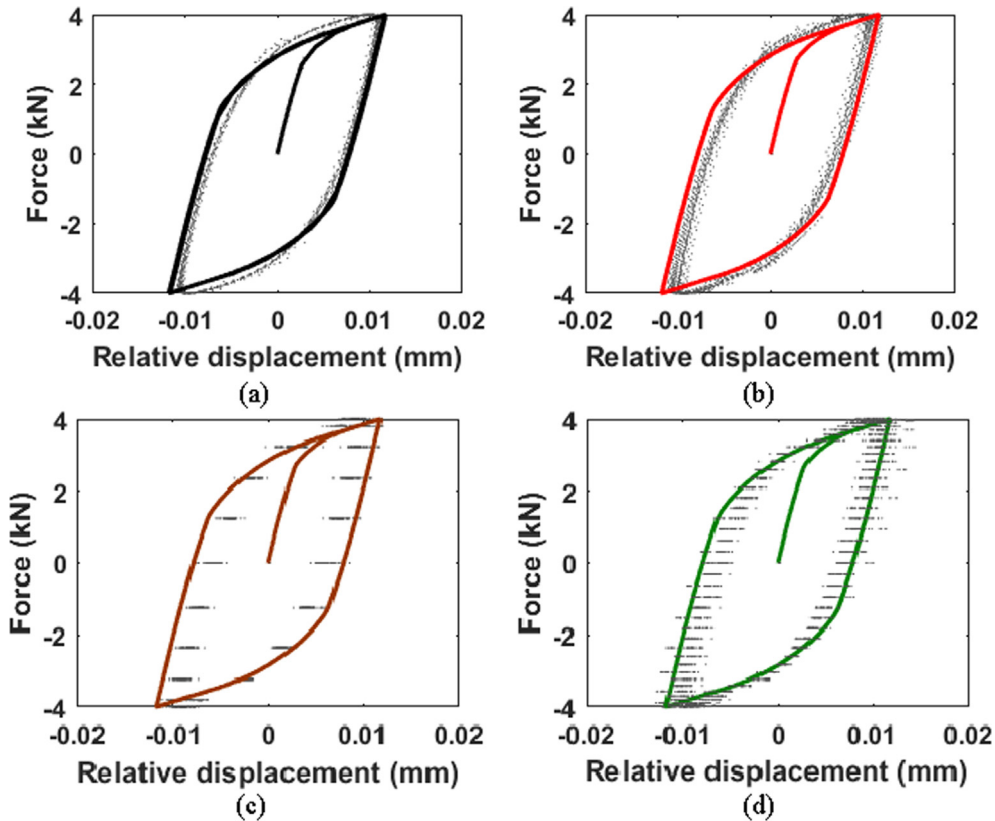 4
2
0
-2
-4
Force (kN)
-0.02 -0.01 0 0.01 0.02
Relative displacement (mm)
(a)
4
2
0
-2
-4
Force (kN)
-0.02 -0.01 0 0.01 0.02
Relative displacement (mm)
(b)
4
2
0
-2
-4
Force (kN)
-0.02 -0.01 0 0.01 0.02
Relative displacement (mm)
(c)
4
2
0
-2
-4
Force (kN)
-0.02 -0.01 0 0.01 0.02
Relative displacement (mm)
(d)